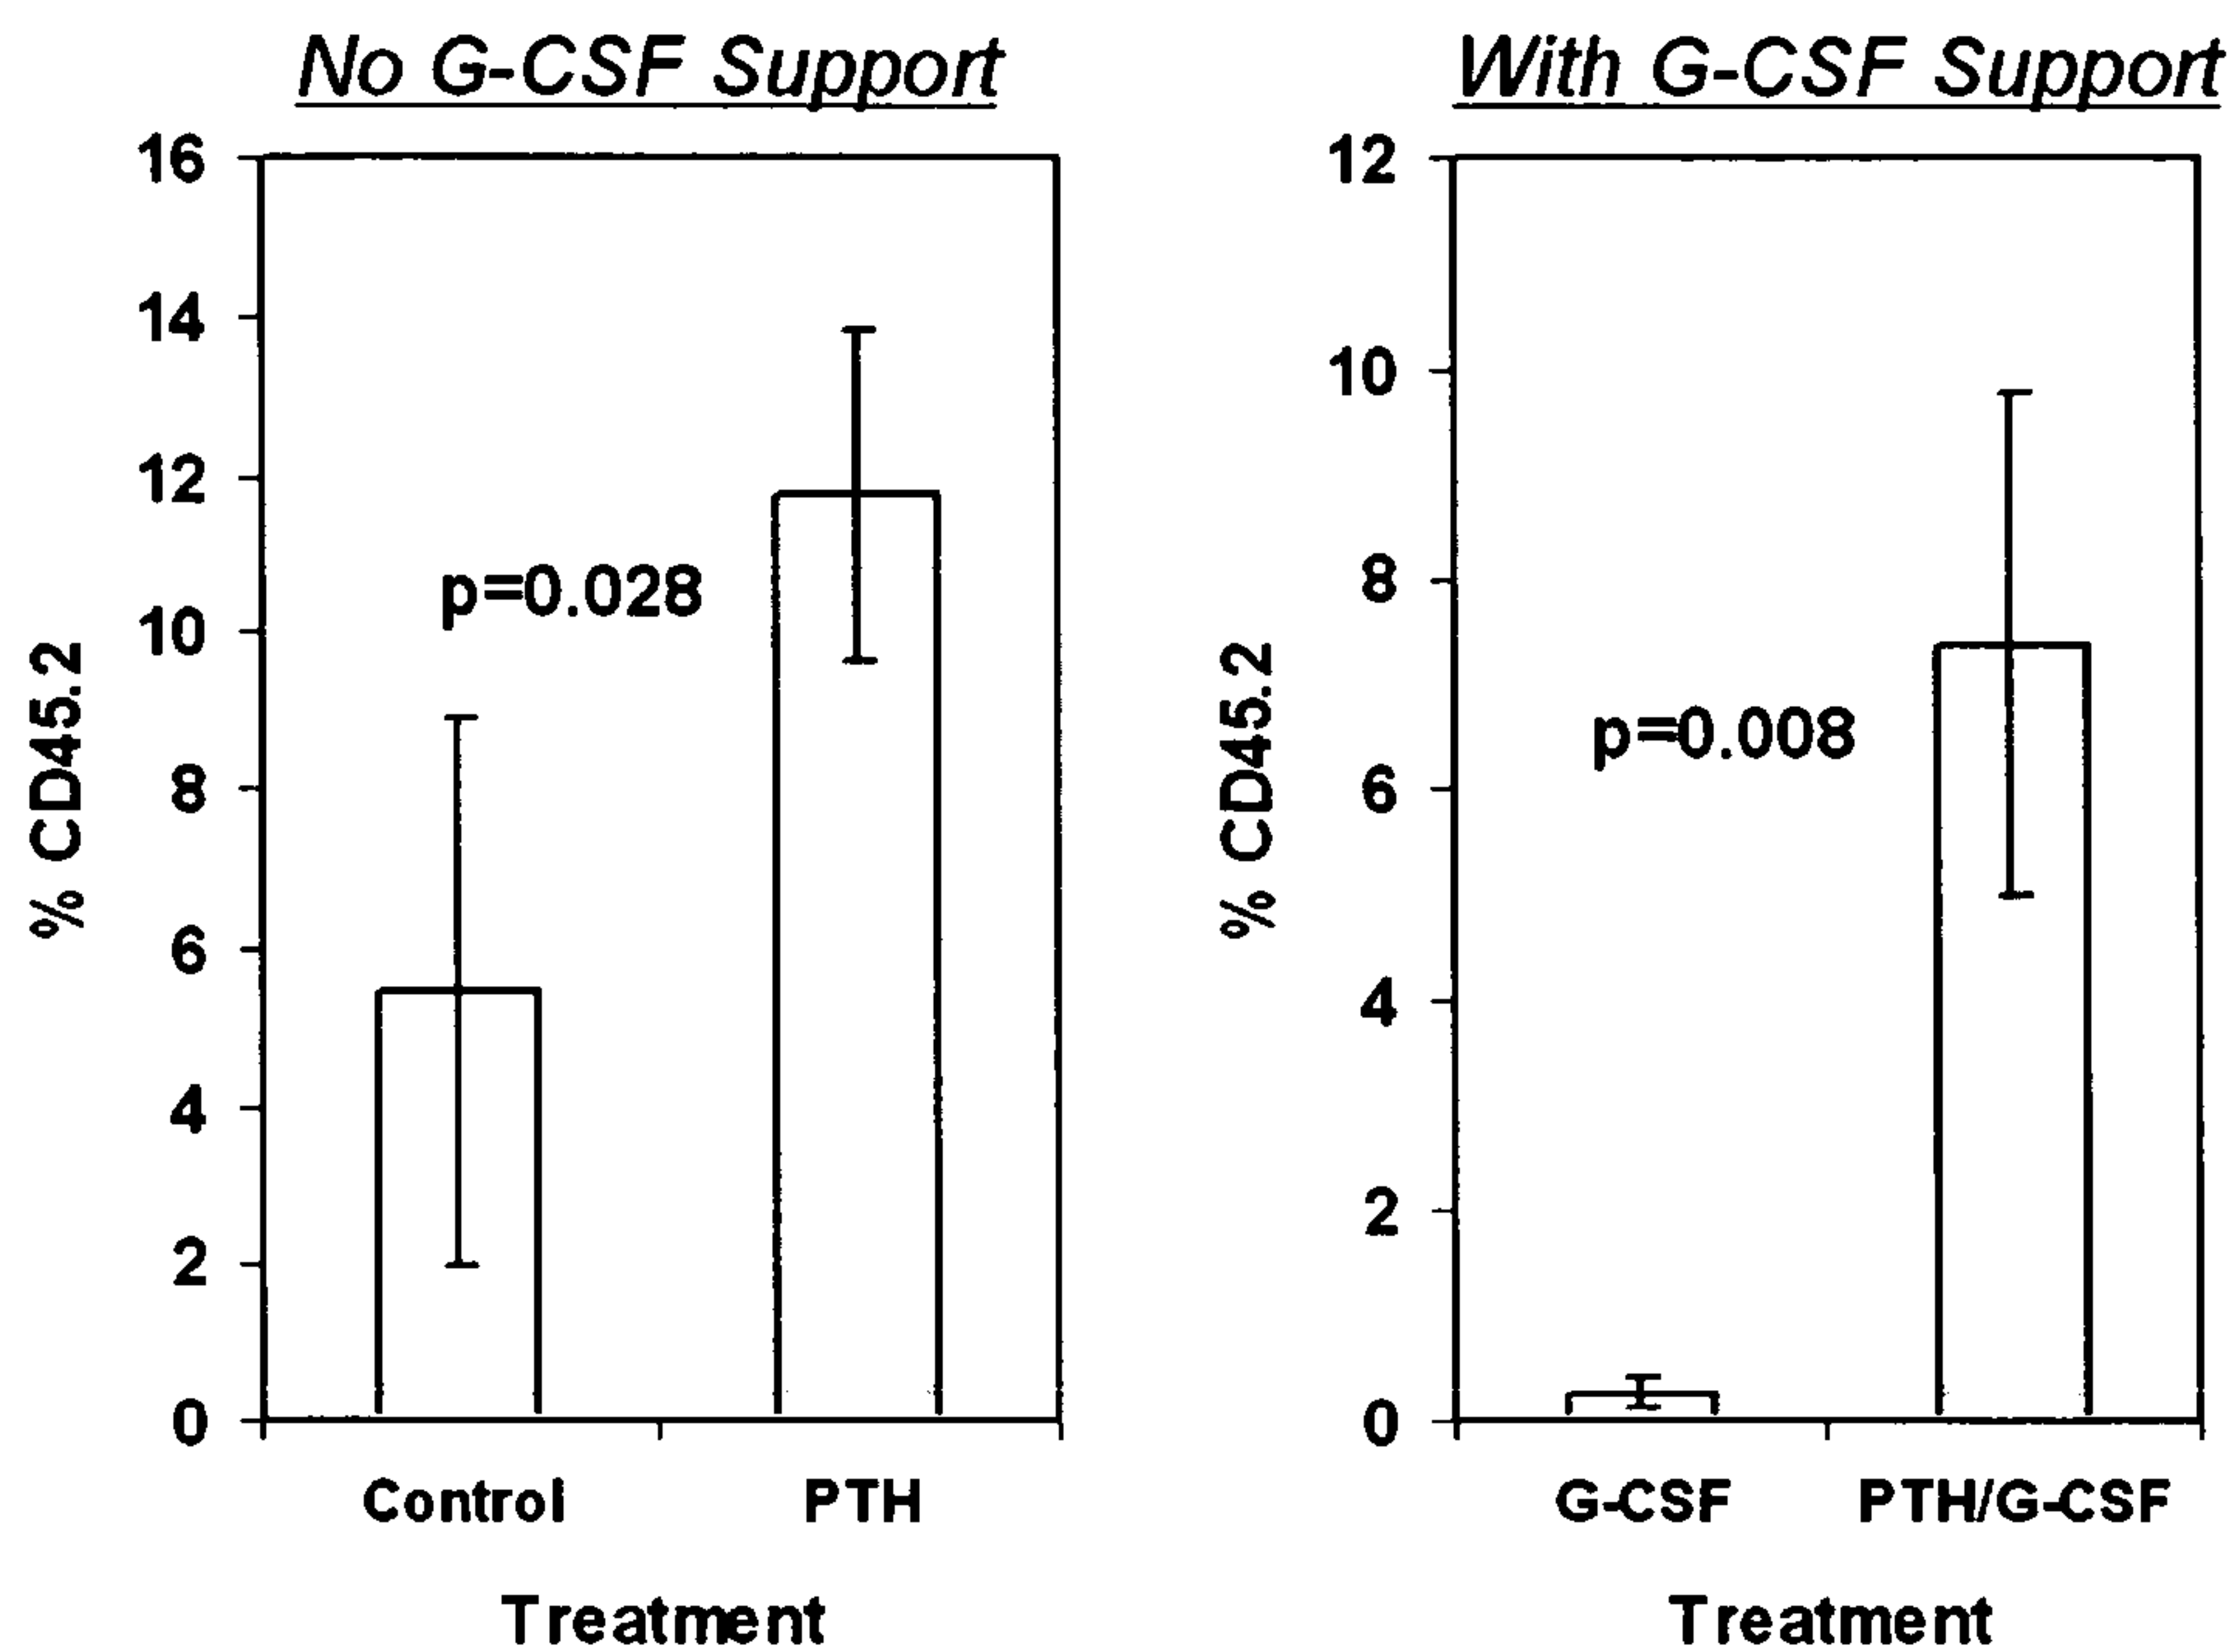 No G-CSF Support
16
14
12
10
8
6
4
2
0
% CD45.2
p=0.028
Control PTH
Treatment
With G-CSF Support
12
10
8
6
4
2
0
% CD45.2
p=0.008
G-CSF PTH/G-CSF
Treatment